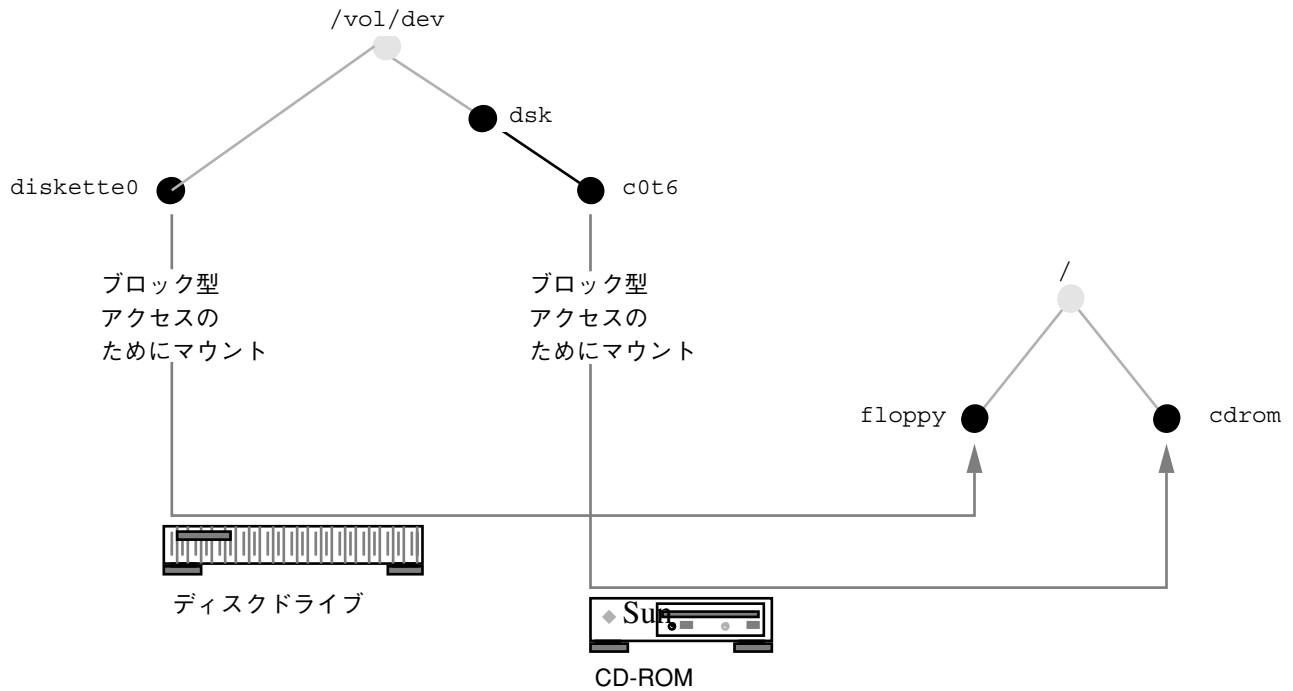 /vol/dev
dsk
diskette0
c0t6
ブロック型
アクセスの
ためにマウント
ブロック型
アクセスの
ためにマウント
/
floppy
cdrom
ディスクドライブ
Sun
CD-ROM